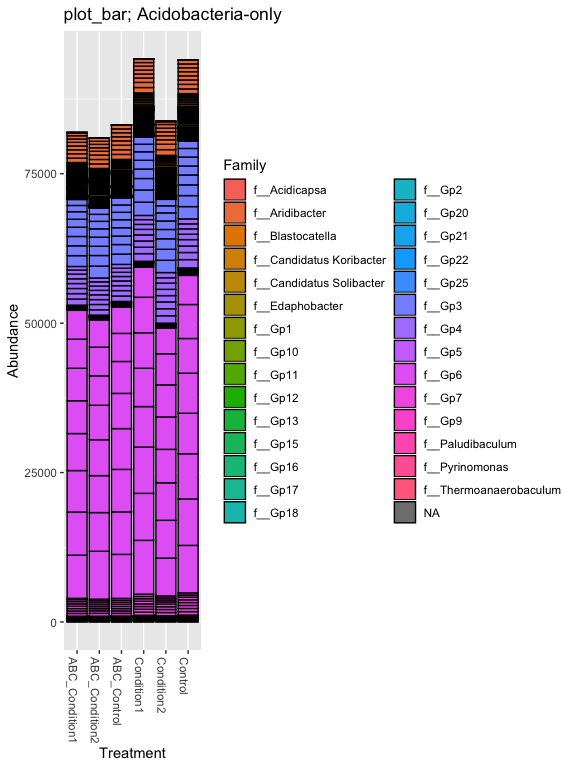 plot_bar; Acidobacteria-only
75000
50000
25000
0
Abundance
ABC_Condition1
ABC_Condition2
ABC_Control
Condition1
Condition2
Control
Treatment
Family
f__Acidicapsa
f__Aridibacter
f__Blastocatella
f__Candidatus Koribacter
f__Candidatus Solibacter
f__Edaphobacter
f__Gp1
f__Gp10
f__Gp11
f__Gp12
f__Gp13
f__Gp15
f__Gp16
f__Gp17
f__Gp18
f__Gp2
f__Gp20
f__Gp21
f__Gp22
f__Gp25
f__Gp3
f__Gp4
f__Gp5
f__Gp6
f__Gp7
f__Gp9
f__Paludibaculum
f__Pyrinomonas
f__Thermoanaerobaculum
NA